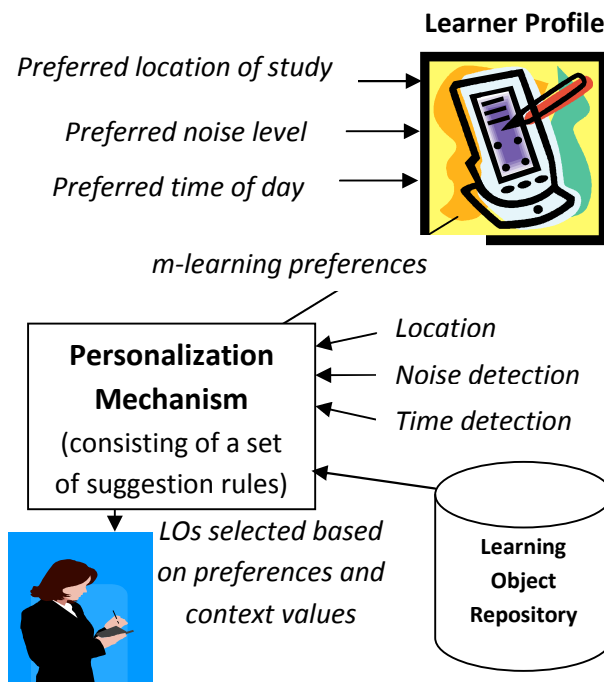 Learner Profile
Preferred location of study
Preferred noise level
Preferred time of day
m-learning preferences
Personalization
Mechanism
(consisting of a set
of suggestion rules)
Location
Noise detection
Time detection
LOs selected based
on preferences and
context values
Learning
Object
Repository